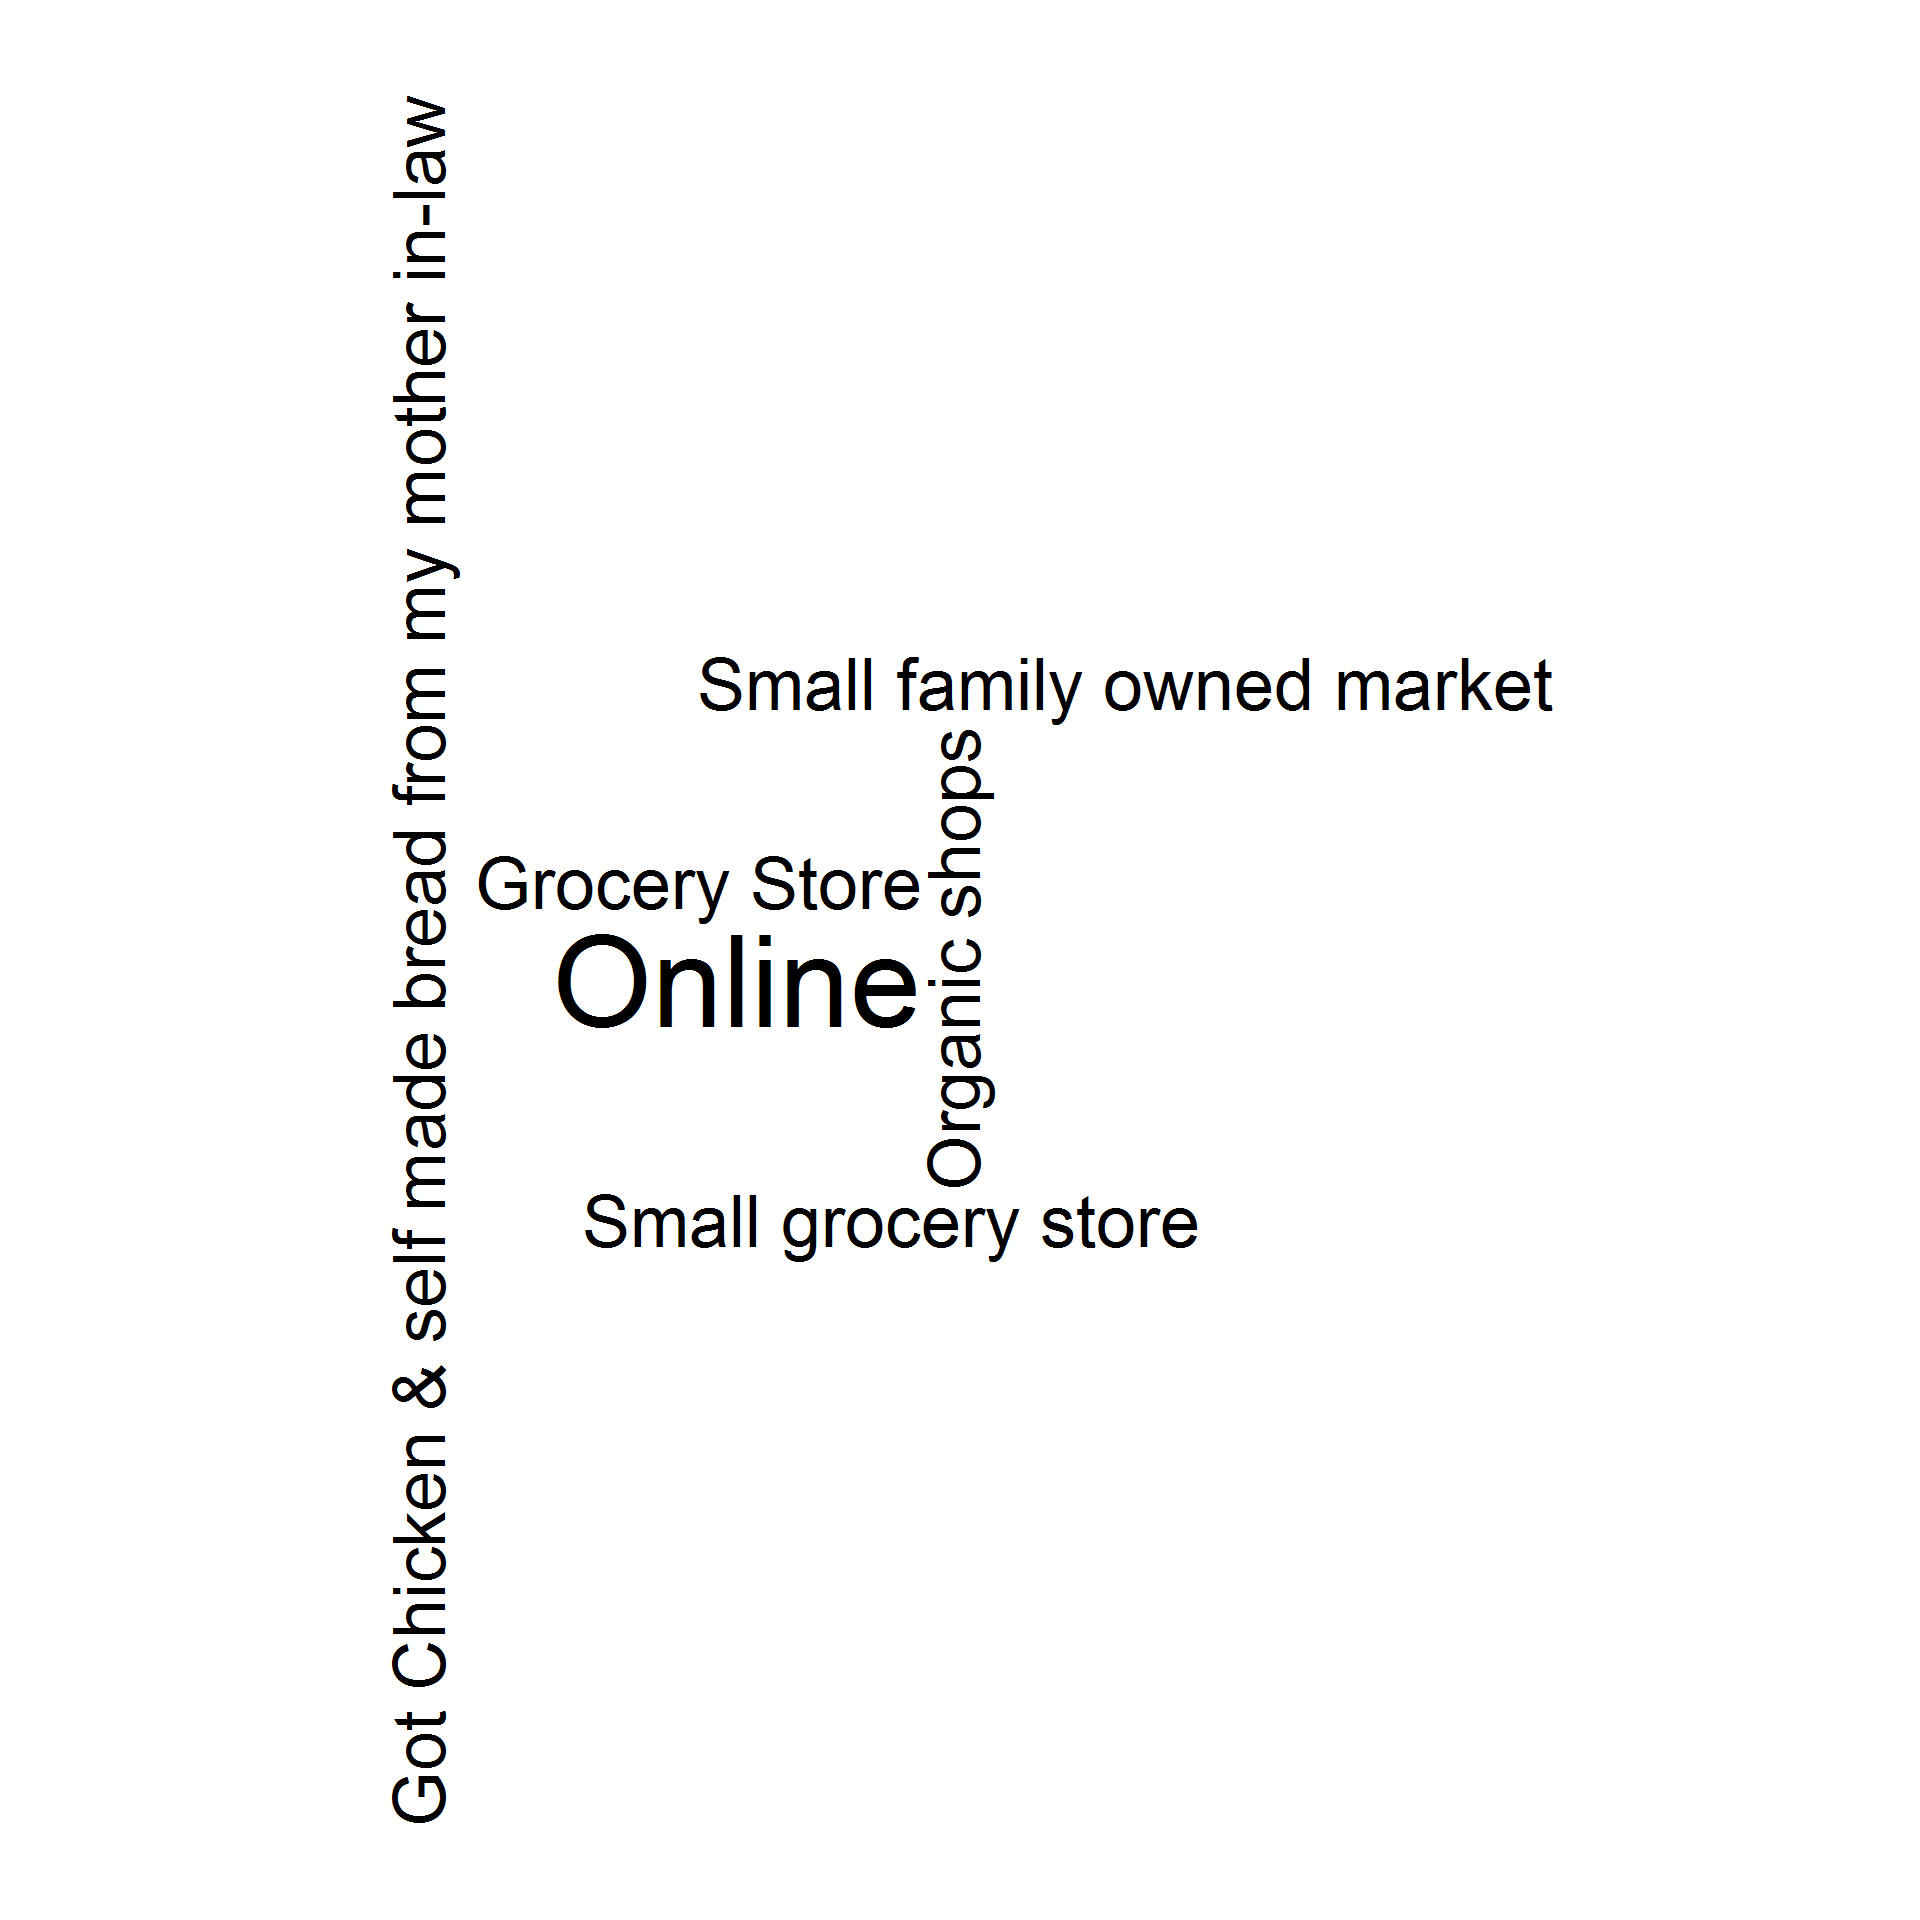 Got Chicken & self made bread from my mother in-law
Small family owned market
Organic shops
Grocery Store
Online
Small grocery store